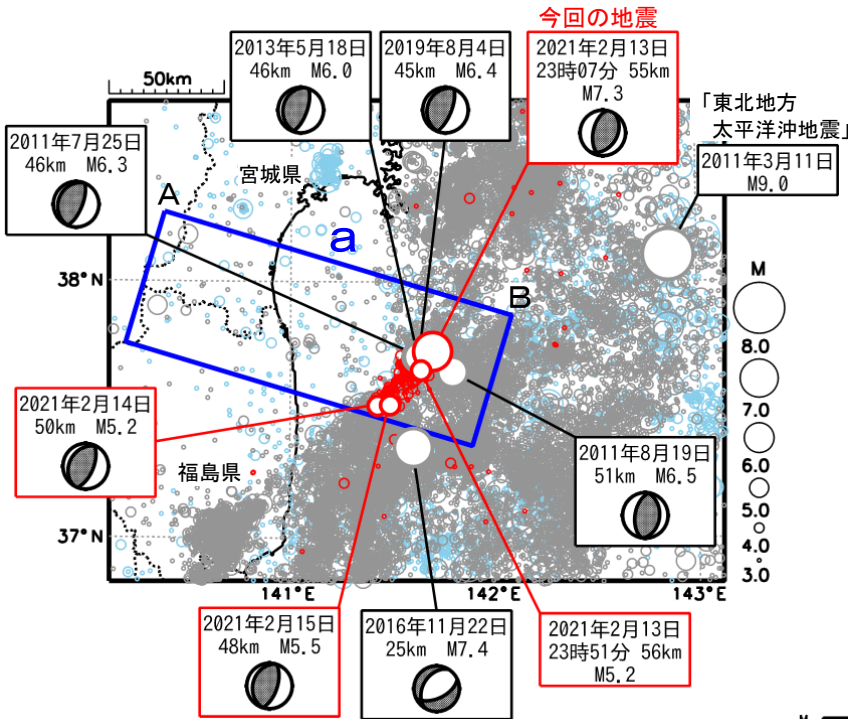 今回の地震
2013年5月18日
46km M6.0
2019年8月4日
45km M6.4
2021年2月13日
23時07分 55km
M7.3
50km
「東北地方
太平洋沖地震」
2011年3月11日
M9.0
2011年7月25日
46km M6.3
宮城県
A
a
38°N
B
M
8.0
7.0
6.0
5.0
4.0
3.0
2021年2月14日
50km M5.2
福島県
2011年8月19日
51km M6.5
37°N
141°E
142°E
143°E
2021年2月15日
48km M5.5
2016年11月22日
25km M7.4
2021年2月13日
23時51分 56km
M5.2